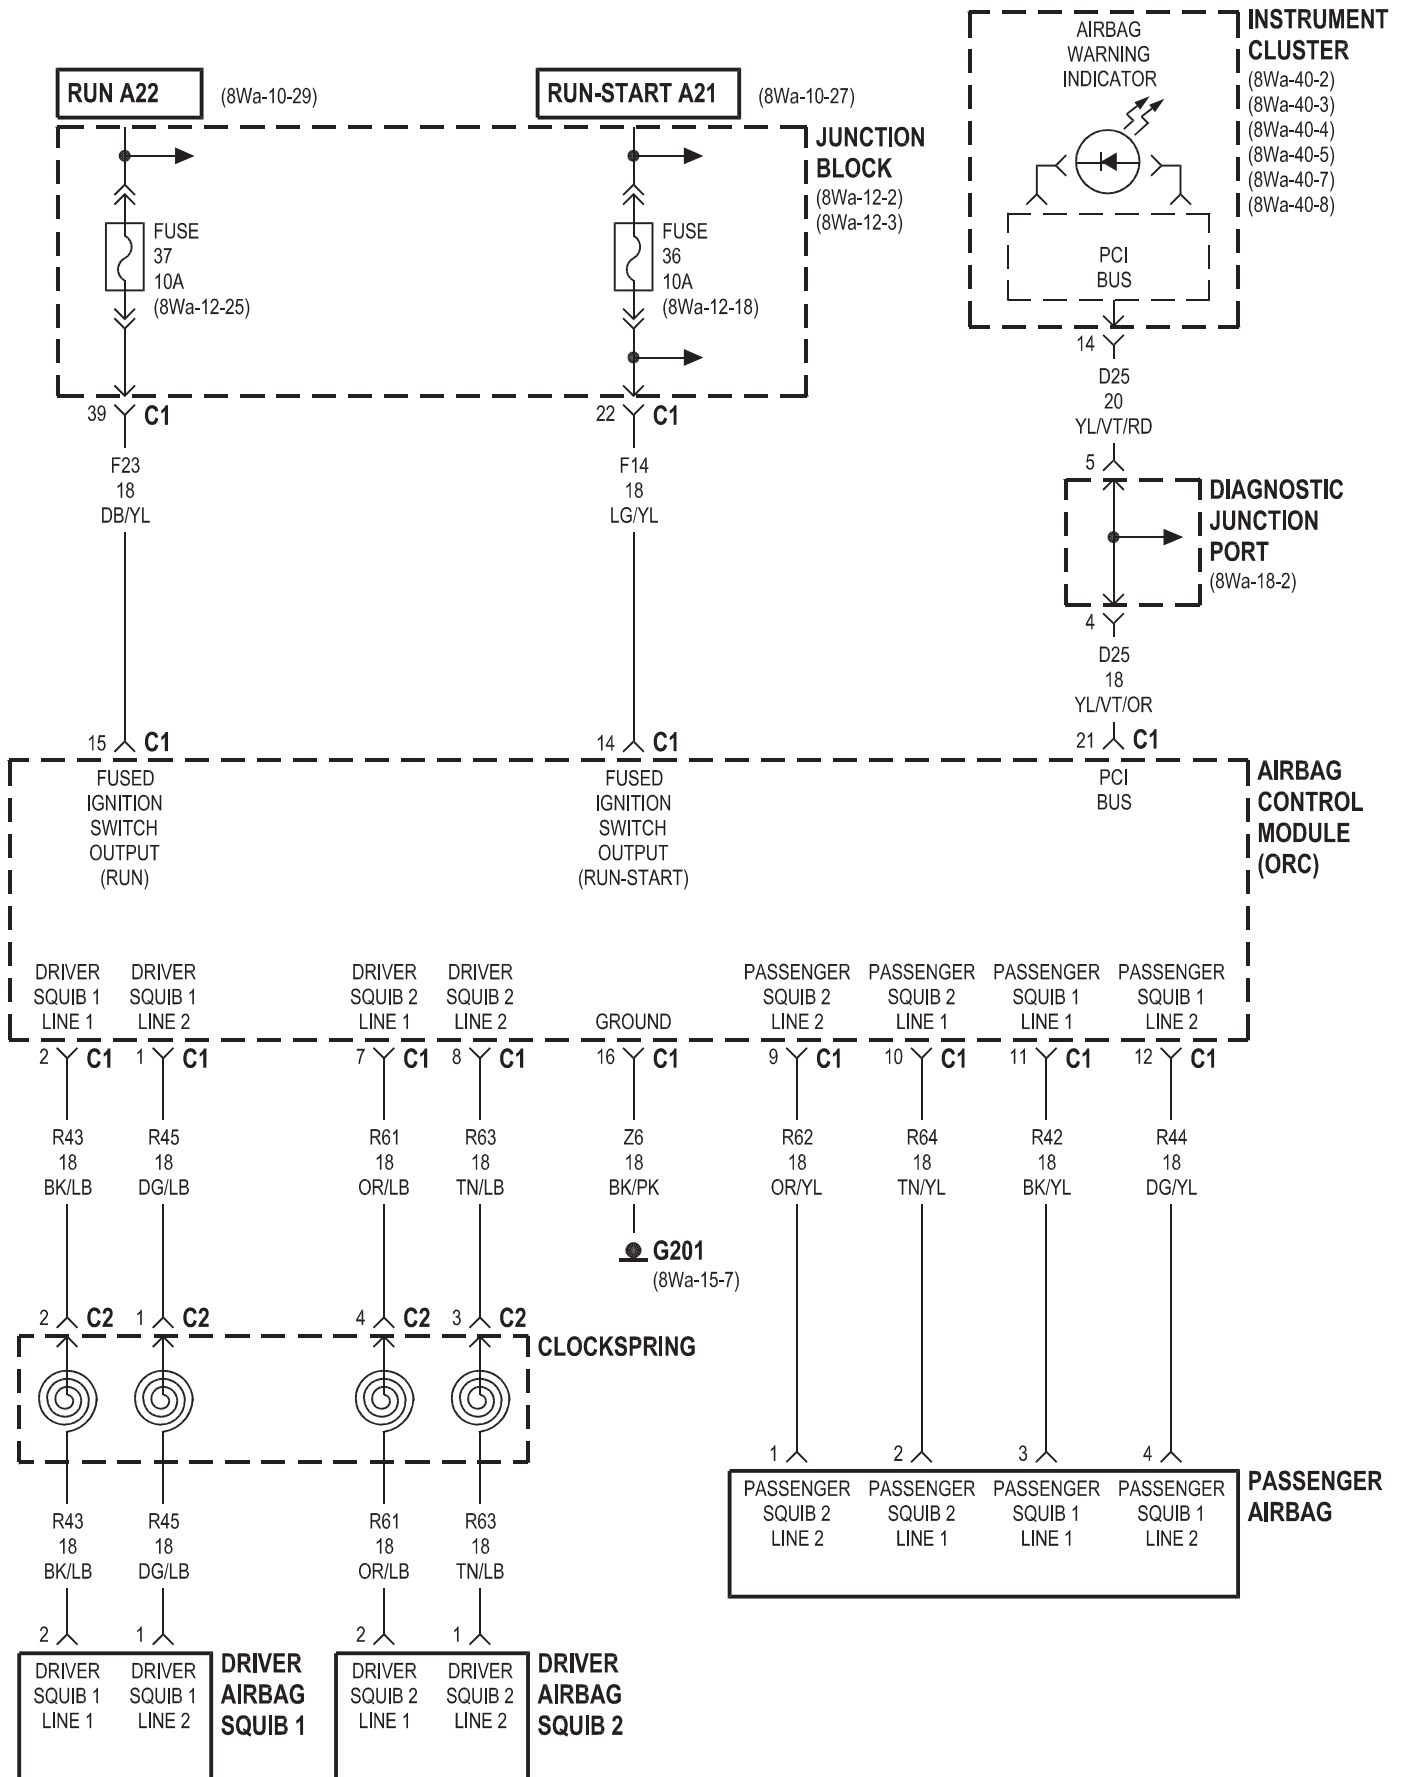 RUN A22
(8Wa-10-29)
RUN-START A21
(8Wa-10-27)
AIRBAG
WARNING
INDICATOR
INSTRUMENT
CLUSTER
(8Wa-40-2)
(8Wa-40-3)
(8Wa-40-4)
(8Wa-40-5)
(8Wa-40-7)
(8Wa-40-8)
JUNCTION
BLOCK
(8Wa-12-2)
(8Wa-12-3)
FUSE
37
10A
(8Wa-12-25)
FUSE
36
10A
(8Wa-12-18)
PCI
BUS
39 C1
22 C1
14
F23
18
DB/YL
F14
18
LG/YL
D25
20
YL/VT/RD
5
DIAGNOSTIC
JUNCTION
PORT
(8Wa-18-2)
4
D25
18
YL/VT/OR
15 C1
14 C1
21 C1
FUSED
IGNITION
SWITCH
OUTPUT
(RUN)
FUSED
IGNITION
SWITCH
OUTPUT
(RUN-START)
PCI
BUS
AIRBAG
CONTROL
MODULE
(ORC)
DRIVER
SQUIB 1
LINE 1
DRIVER
SQUIB 1
LINE 2
DRIVER
SQUIB 2
LINE 1
DRIVER
SQUIB 2
LINE 2
GROUND
PASSENGER
SQUIB 2
LINE 2
PASSENGER
SQUIB 2
LINE 1
PASSENGER
SQUIB 1
LINE 1
PASSENGER
SQUIB 1
LINE 2
2 C1
1 C1
7 C1
8 C1
16 C1
9 C1
10 C1
11 C1
12 C1
R43
18
BK/LB
R45
18
DG/LB
R61
18
OR/LB
R63
18
TN/LB
Z6
18
BK/PK
R62
18
OR/YL
R64
18
TN/YL
R42
18
BK/YL
R44
18
DG/YL
G201
(8Wa-15-7)
2 C2
1 C2
4 C2
3 C2
CLOCKSPRING
1
2
3
4
PASSENGER
SQUIB 2
LINE 2
PASSENGER
SQUIB 2
LINE 1
PASSENGER
SQUIB 1
LINE 1
PASSENGER
SQUIB 1
LINE 2
PASSENGER
AIRBAG
R43
18
BK/LB
R45
18
DG/LB
R61
18
OR/LB
R63
18
TN/LB
2
1
2
1
DRIVER
SQUIB 1
LINE 1
DRIVER
SQUIB 1
LINE 2
DRIVER
AIRBAG
SQUIB 1
DRIVER
SQUIB 2
LINE 1
DRIVER
SQUIB 2
LINE 2
DRIVER
AIRBAG
SQUIB 2